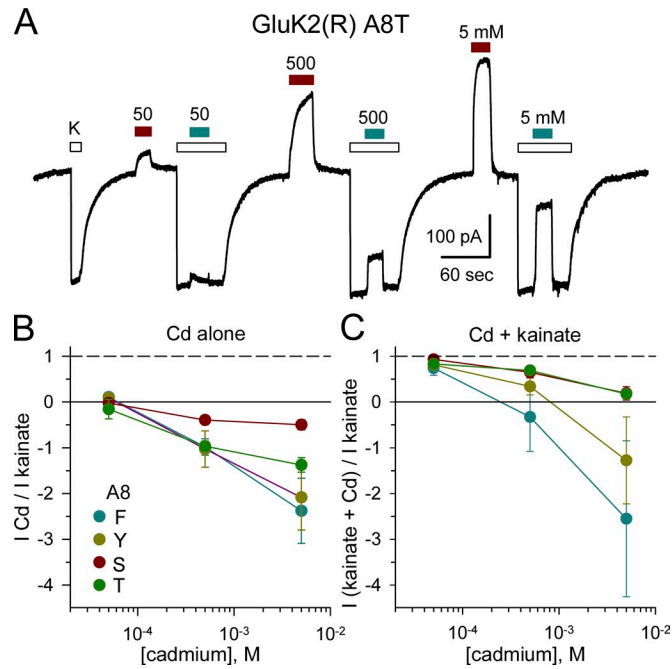 A
GluK2(R) A8T
K
50
50
500
500
5 mM
5 mM
100 pA
60 sec
B
Cd alone
1
0
-1
-2
-3
-4
I Cd / I kainate
A8
F
Y
S
T
10-4
10-3
10-2
[cadmium], M
C
Cd + kainate
1
0
-1
-2
-3
-4
I (kainate + Cd) / I kainate
10-4
10-3
10-2
[cadmium], M